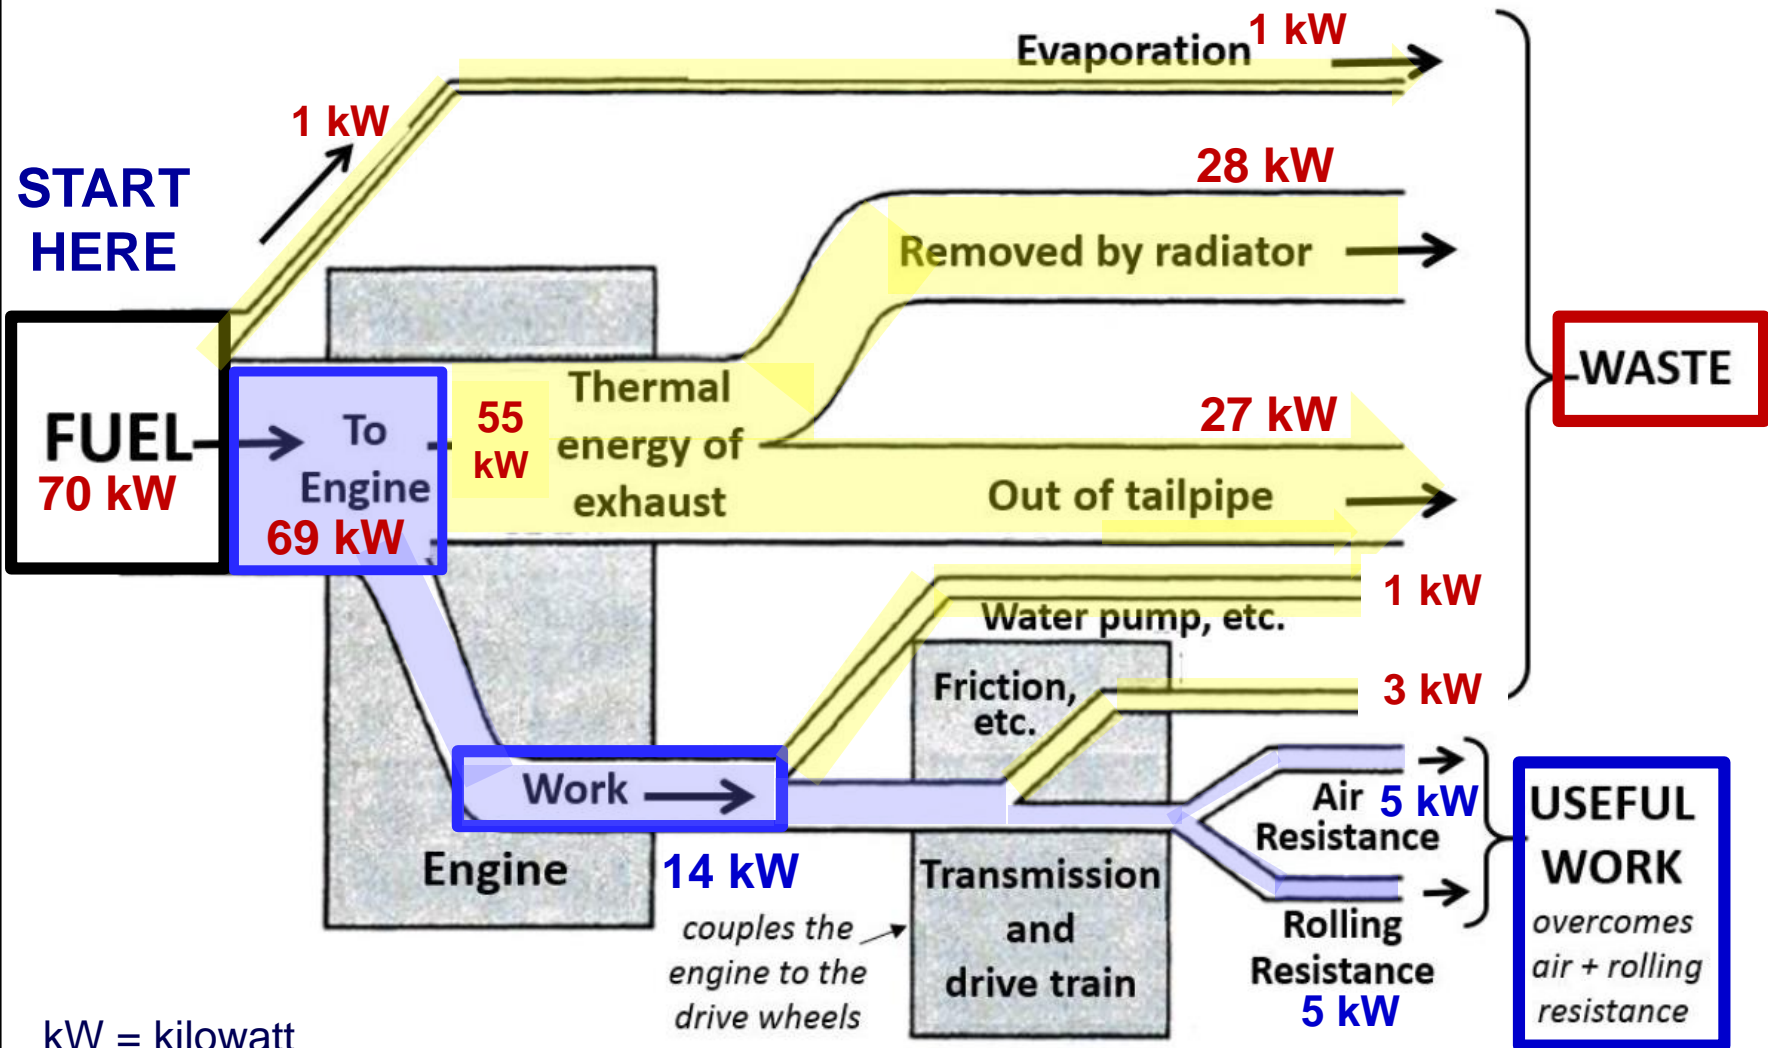 Evaporation 1 kW
1 kW
START
HERE
28 kW
Removed by radiator
FUEL
70 kW
To
Engine
69 kW
55
kW
Thermal
energy of
exhaust
27 kW
Out of tailpipe
WASTE
1 kW
Water pump, etc.
Friction,
etc.
3 kW
Work
Engine
14 kW
couples the
engine to the
drive wheels
Transmission
and
drive train
Air 5 kW
Resistance
Rolling
Resistance
5 kW
USEFUL
WORK
overcomes
air + rolling
resistance
kW = kilowatt